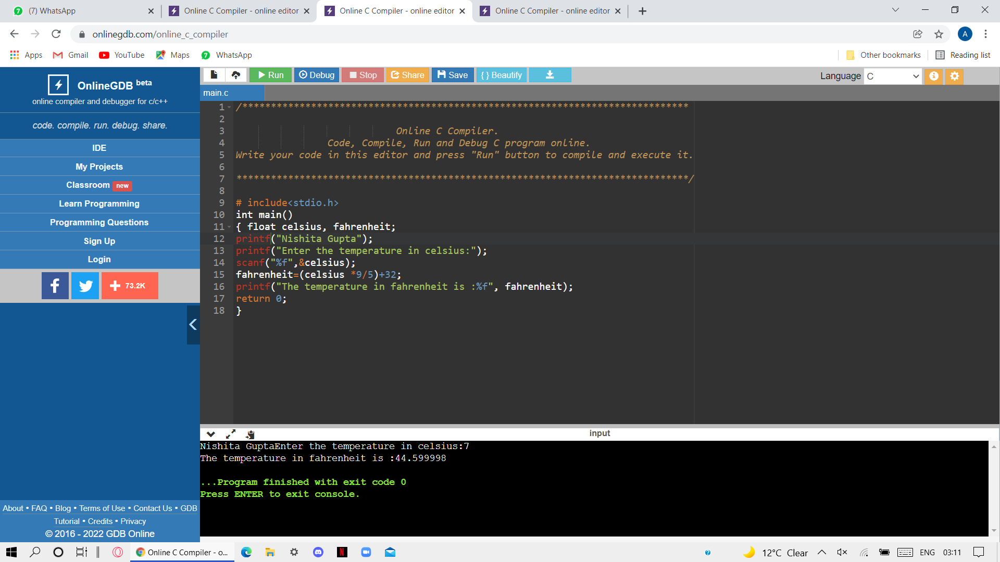 (7) WhatsApp
Online C Compiler - online editor
Online C Compiler - online editor
Online C Compiler - online editor
onlinegdb.com/online_c_compiler
A
Apps Gmail YouTube Maps WhatsApp Other bookmarks Reading list
OnlineGDB beta
online compiler and debugger for c/c++
code. compile. run. debug. share.
IDE
My Projects
Classroom new
Learn Programming
Programming Questions
Sign Up
Login
73.2K
About • FAQ • Blog • Terms of Use • Contact Us • GDB
Tutorial • Credits • Privacy
© 2016 - 2022 GDB Online
Run Debug Stop Share Save { } Beautify Language C
main.c
1 /******************************************************************************
2
3 Online C Compiler.
4 Code, Compile, Run and Debug C program online.
5 Write your code in this editor and press "Run" button to compile and execute it.
6
7 *******************************************************************************/
8
9 # include<stdio.h>
10 int main()
11 { float celsius, fahrenheit;
12 printf("Nishita Gupta");
13 printf("Enter the temperature in celsius:");
14 scanf("%f",&celsius);
15 fahrenheit=(celsius *9/5)+32;
16 printf("The temperature in fahrenheit is :%f", fahrenheit);
17 return 0;
18 }
input
Nishita GuptaEnter the temperature in celsius:7
The temperature in fahrenheit is :44.599998
...Program finished with exit code 0
Press ENTER to exit console.
Online C Compiler - o...
12°C Clear ENG 03:11